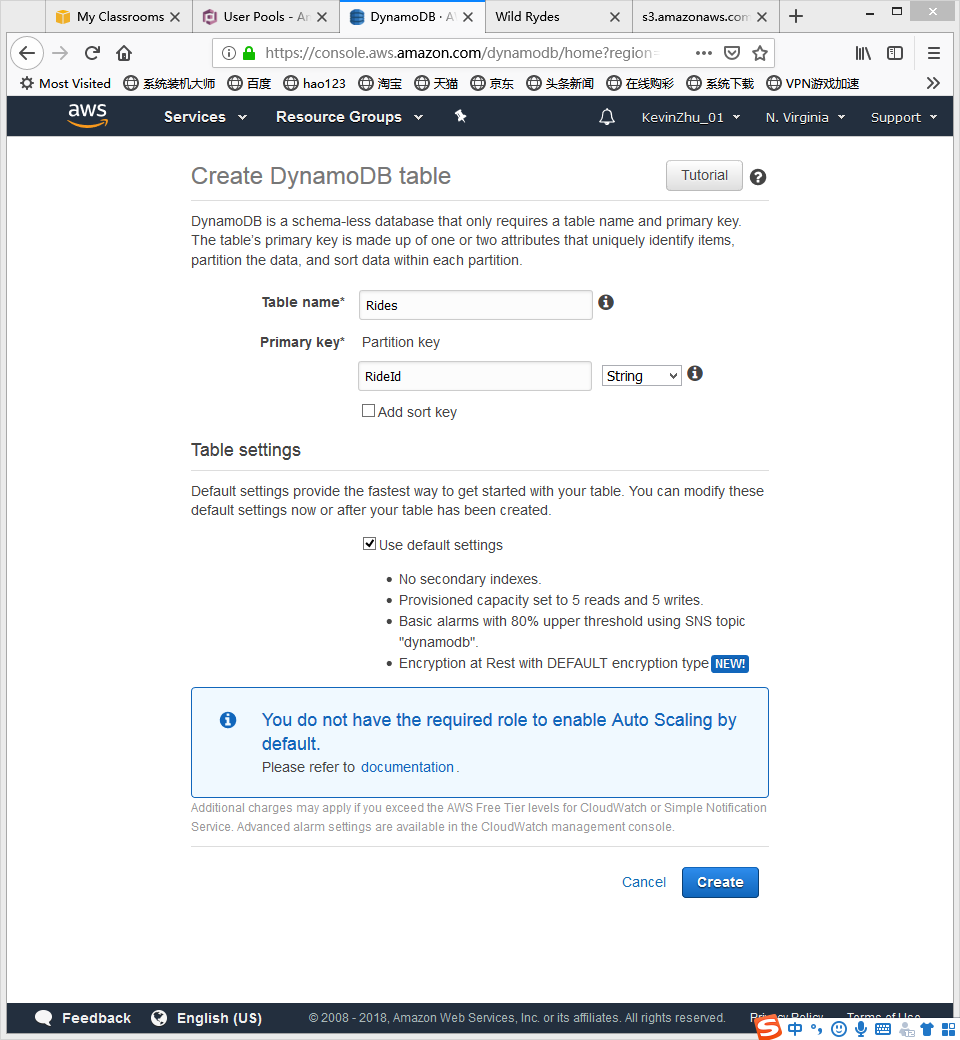 My Classrooms
User Pools - A
DynamoDB · A
Wild Rydes
s3.amazonaws.com
https://console.aws.amazon.com/dynamodb/home?region=
Most Visited 系统装机大师 百度 hao123 淘宝 天猫 京东 头条新闻 在线购彩 系统下载 VPN游戏加速
aws Services Resource Groups KevinZhu_01 N. Virginia Support
Create DynamoDB table Tutorial
DynamoDB is a schema-less database that only requires a table name and primary key.
The table's primary key is made up of one or two attributes that uniquely identify items,
partition the data, and sort data within each partition.
Table name* Rides
Primary key* Partition key
RideId String
Add sort key
Table settings
Default settings provide the fastest way to get started with your table. You can modify these
default settings now or after your table has been created.
Use default settings
No secondary indexes.
Provisioned capacity set to 5 reads and 5 writes.
Basic alarms with 80% upper threshold using SNS topic
"dynamodb".
Encryption at Rest with DEFAULT encryption type NEW!
You do not have the required role to enable Auto Scaling by
default.
Please refer to documentation.
Additional charges may apply if you exceed the AWS Free Tier levels for CloudWatch or Simple Notification
Service. Advanced alarm settings are available in the CloudWatch management console.
Cancel Create
Feedback English (US) © 2008 - 2018, Amazon Web Services, Inc. or its affiliates. All rights reserved. Privacy Policy Terms of Use
中